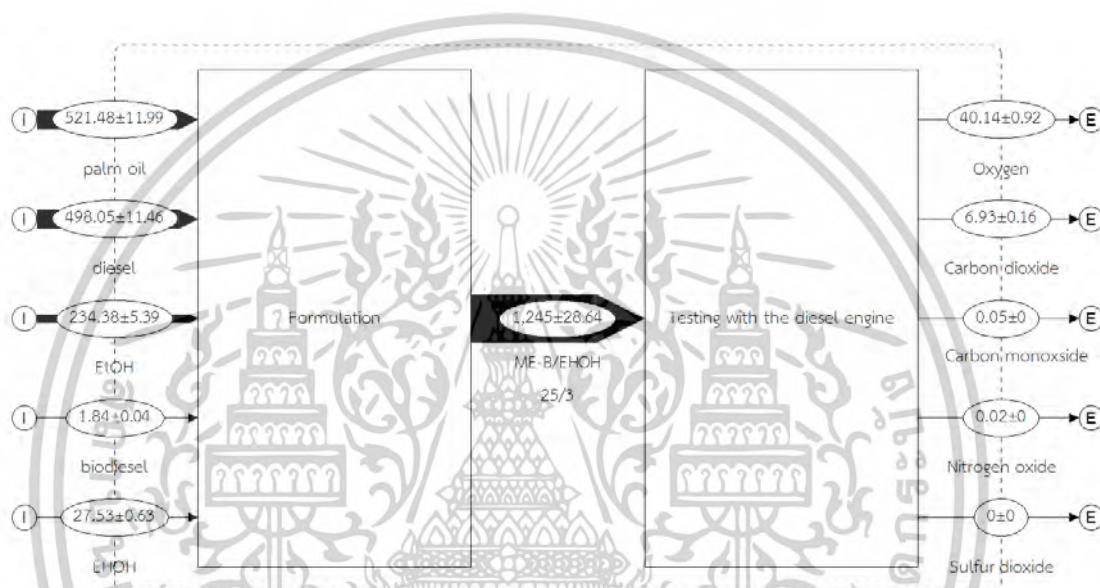 I
521.48±11.99
palm oil
I
498.05±11.46
diesel
I
234.38±5.39
EtOH
I
1.84±0.04
biodiesel
I
27.53±0.63
EHOH
Formulation
1,245±28.64
ME-B/EHOH
25/3
Testing with the diesel engine
40.14±0.92
E
Oxygen
6.93±0.16
E
Carbon dioxide
0.05±0
E
Carbon monoxside
0.02±0
E
Nitrogen oxide
0±0
E
Sulfur dioxide